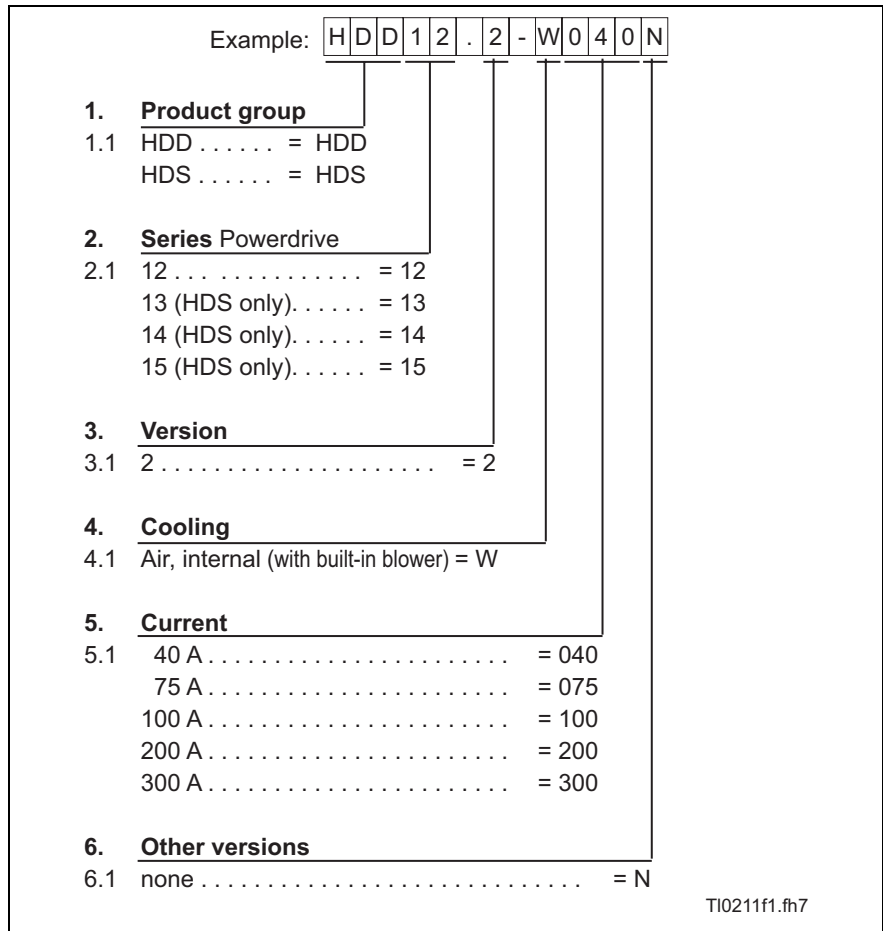 Example: HDD12.2-W040N
1. Product group
1.1 HDD . . . . . . = HDD
HDS . . . . . . = HDS
2. Series Powerdrive
2.1 12 . . . . . . . . . . . . . . . . = 12
13 (HDS only). . . . . . = 13
14 (HDS only). . . . . . = 14
15 (HDS only). . . . . . = 15
3. Version
3.1 2 . . . . . . . . . . . . . . . . . . . . . = 2
4. Cooling
4.1 Air, internal (with built-in blower) = W
5. Current
5.1 40 A . . . . . . . . . . . . . . . . . . . . . . . = 040
75 A . . . . . . . . . . . . . . . . . . . . . . . = 075
100 A . . . . . . . . . . . . . . . . . . . . . . . = 100
200 A . . . . . . . . . . . . . . . . . . . . . . . = 200
300 A . . . . . . . . . . . . . . . . . . . . . . . = 300
6. Other versions
6.1 none . . . . . . . . . . . . . . . . . . . . . . . . . . . . . = N
TI0211f1.fh7